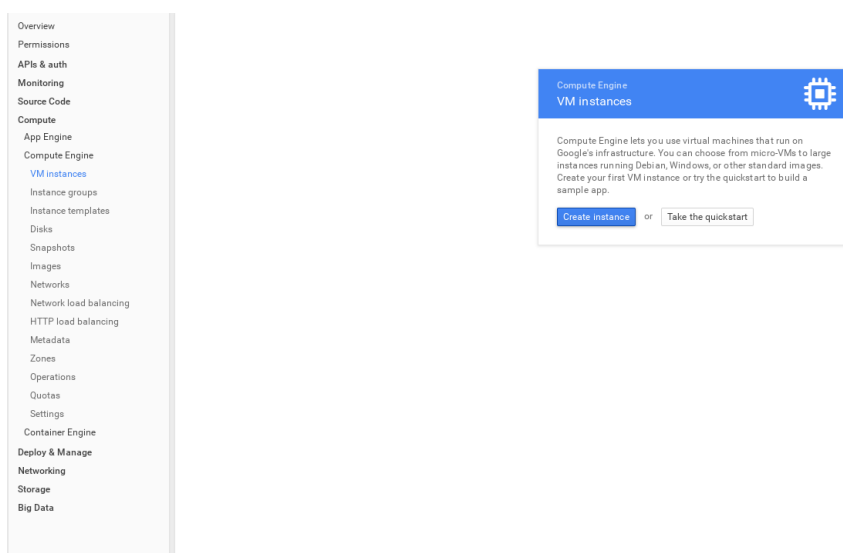 Overview
Permissions
APIs & auth
Monitoring
Source Code
Compute
App Engine
Compute Engine
VM instances
Instance groups
Instance templates
Disks
Snapshots
Images
Networks
Network load balancing
HTTP load balancing
Metadata
Zones
Operations
Quotas
Settings
Container Engine
Deploy & Manage
Networking
Storage
Big Data
Compute Engine
VM instances
Compute Engine lets you use virtual machines that run on
Google's infrastructure. You can choose from micro-VMs to large
instances running Debian, Windows, or other standard images.
Create your first VM instance or try the quickstart to build a
sample app.
Create instance or Take the quickstart